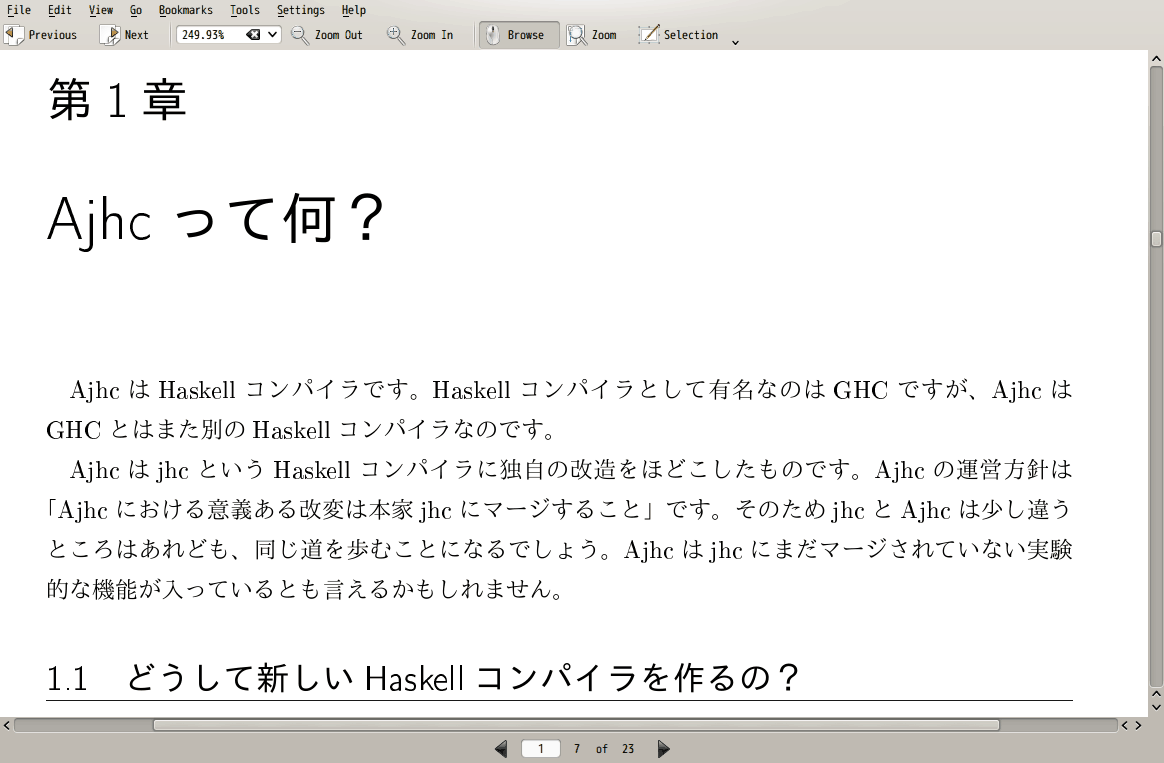 File Edit View Go Bookmarks Tools Settings Help
Previous Next 249.93% Zoom Out Zoom In Browse Zoom Selection
第 1 章
Ajhc って何？
Ajhc は Haskell コンパイラです。Haskell コンパイラとして有名なのは GHC ですが、Ajhc は
GHC とはまた別の Haskell コンパイラなのです。
Ajhc は jhc という Haskell コンパイラに独自の改造をほどこしたものです。Ajhc の運営方針は
「Ajhc における意義ある改変は本家 jhc にマージすること」です。そのため jhc と Ajhc は少し違う
ところはあれども、同じ道を歩むことになるでしょう。Ajhc は jhc にまだマージされていない実験
的な機能が入っているとも言えるかもしれません。
1.1 どうして新しい Haskell コンパイラを作るの？
1 7 of 23